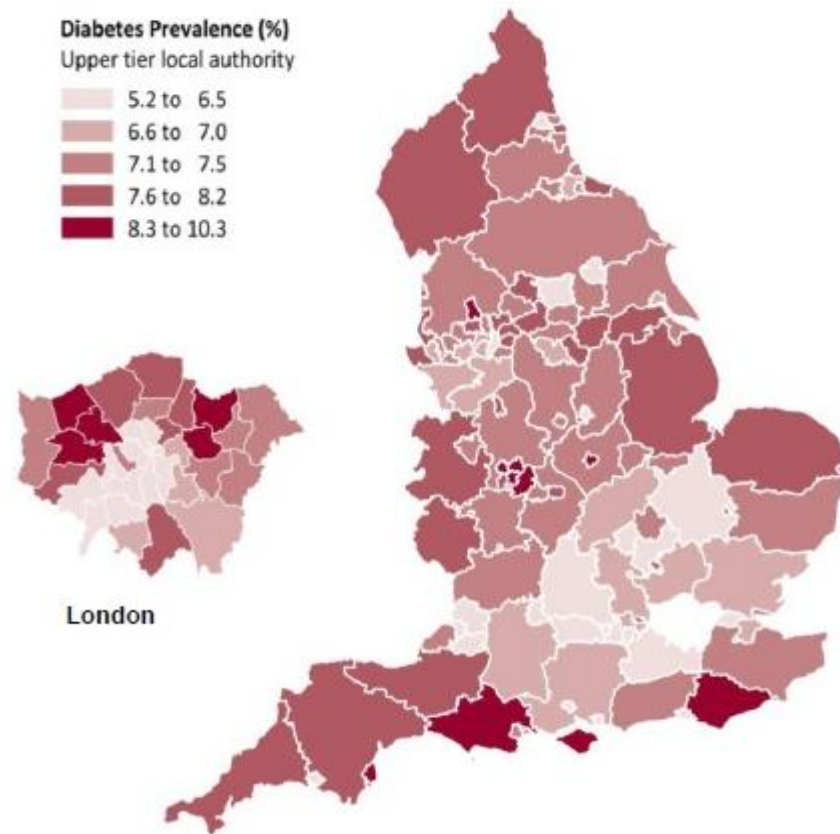 Diabetes Prevalence (%)
Upper tier local authority
5.2 to 6.5
6.6 to 7.0
7.1 to 7.5
7.6 to 8.2
8.3 to 10.3
London